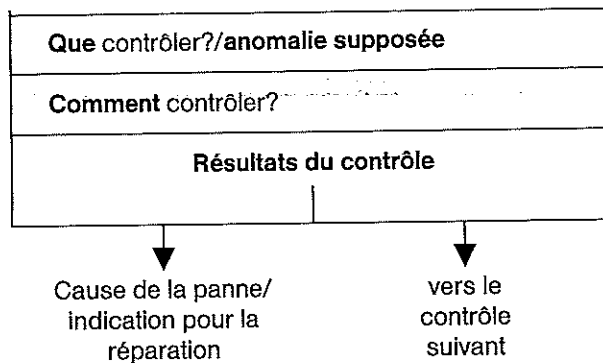 Que contrôler?/anomalie supposée
Comment contrôler?
Résultats du contrôle
Cause de la panne/
indication pour la
réparation
vers le
contrôle
suivant